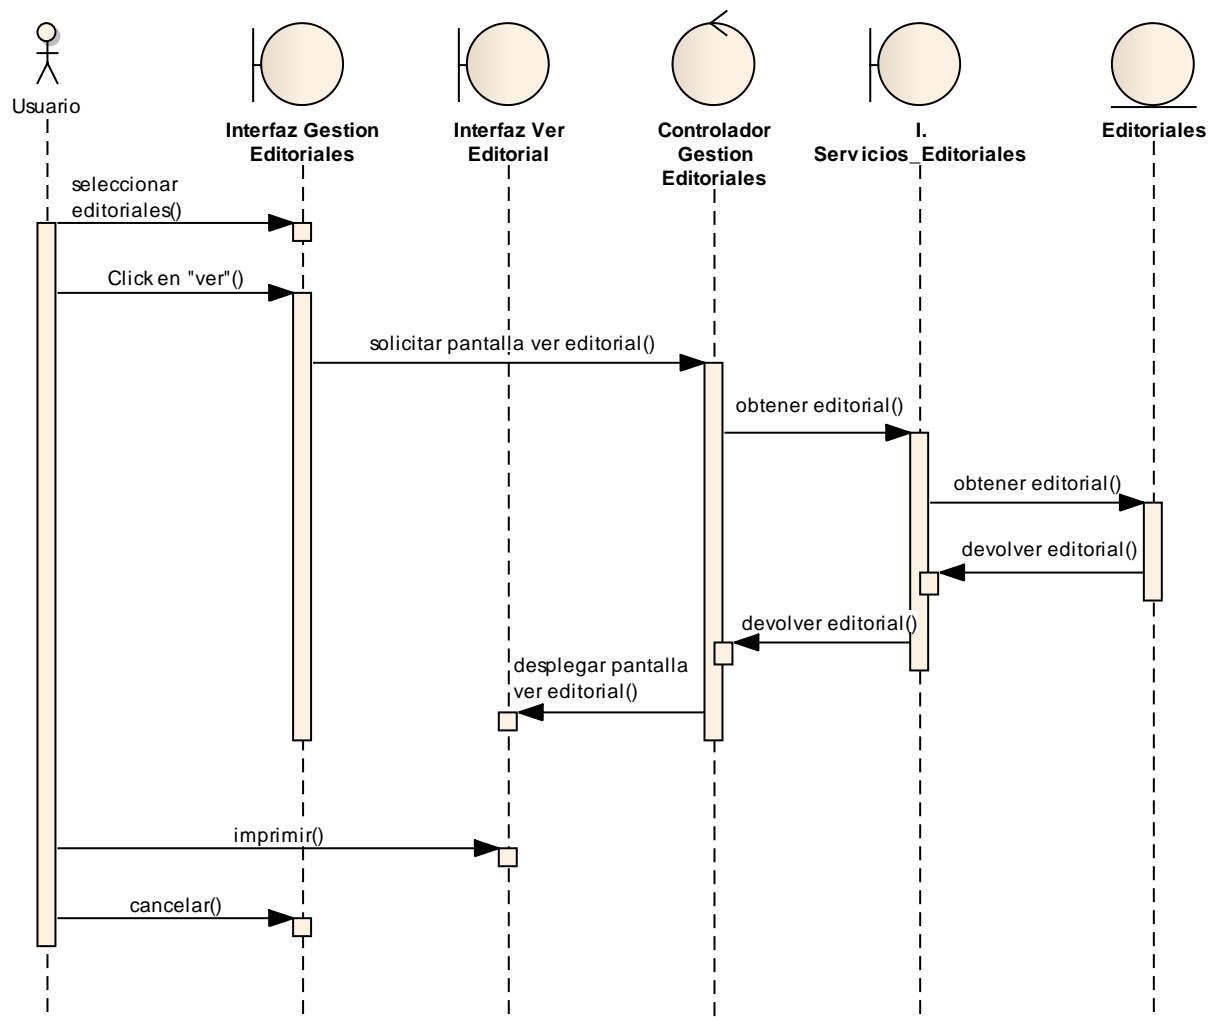 Usuario
Interfaz Gestion
Editoriales
Interfaz Ver
Editorial
Controlador
Gestion
Editoriales
I.
Servicios_Editoriales
Editoriales
seleccionar
editoriales()
Click en "ver"()
solicitar pantalla ver editorial()
obtener editorial()
obtener editorial()
devolver editorial()
devolver editorial()
desplegar pantalla
ver editorial()
imprimir()
cancelar()